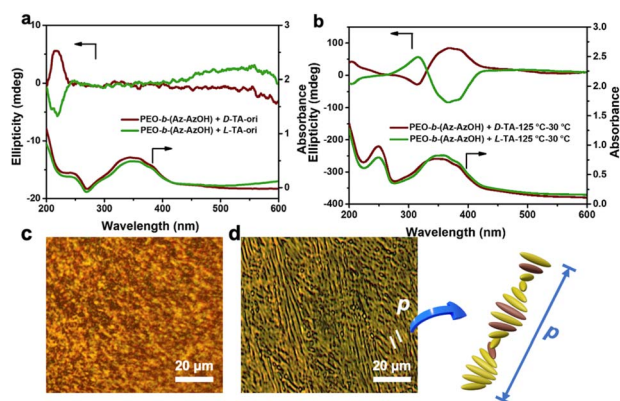 a
b
10
5
0
-5
-10
-15
-20
3
2
1
0
PEO-b-(Az-AzOH) + D-TA-ori
PEO-b-(Az-AzOH) + L-TA-ori
200 300 400 500 600
Wavelength (nm)
Ellipticity (mdeg)
Absorbance
100
0
-100
-200
-300
-400
3.0
2.5
2.0
1.5
1.0
0.5
0.0
PEO-b-(Az-AzOH) + D-TA-125 °C-30 °C
PEO-b-(Az-AzOH) + L-TA-125 °C-30 °C
200 300 400 500 600
Wavelength (nm)
Ellipticity (mdeg)
Absorbance
c
20 μm
d
p
20 μm
p